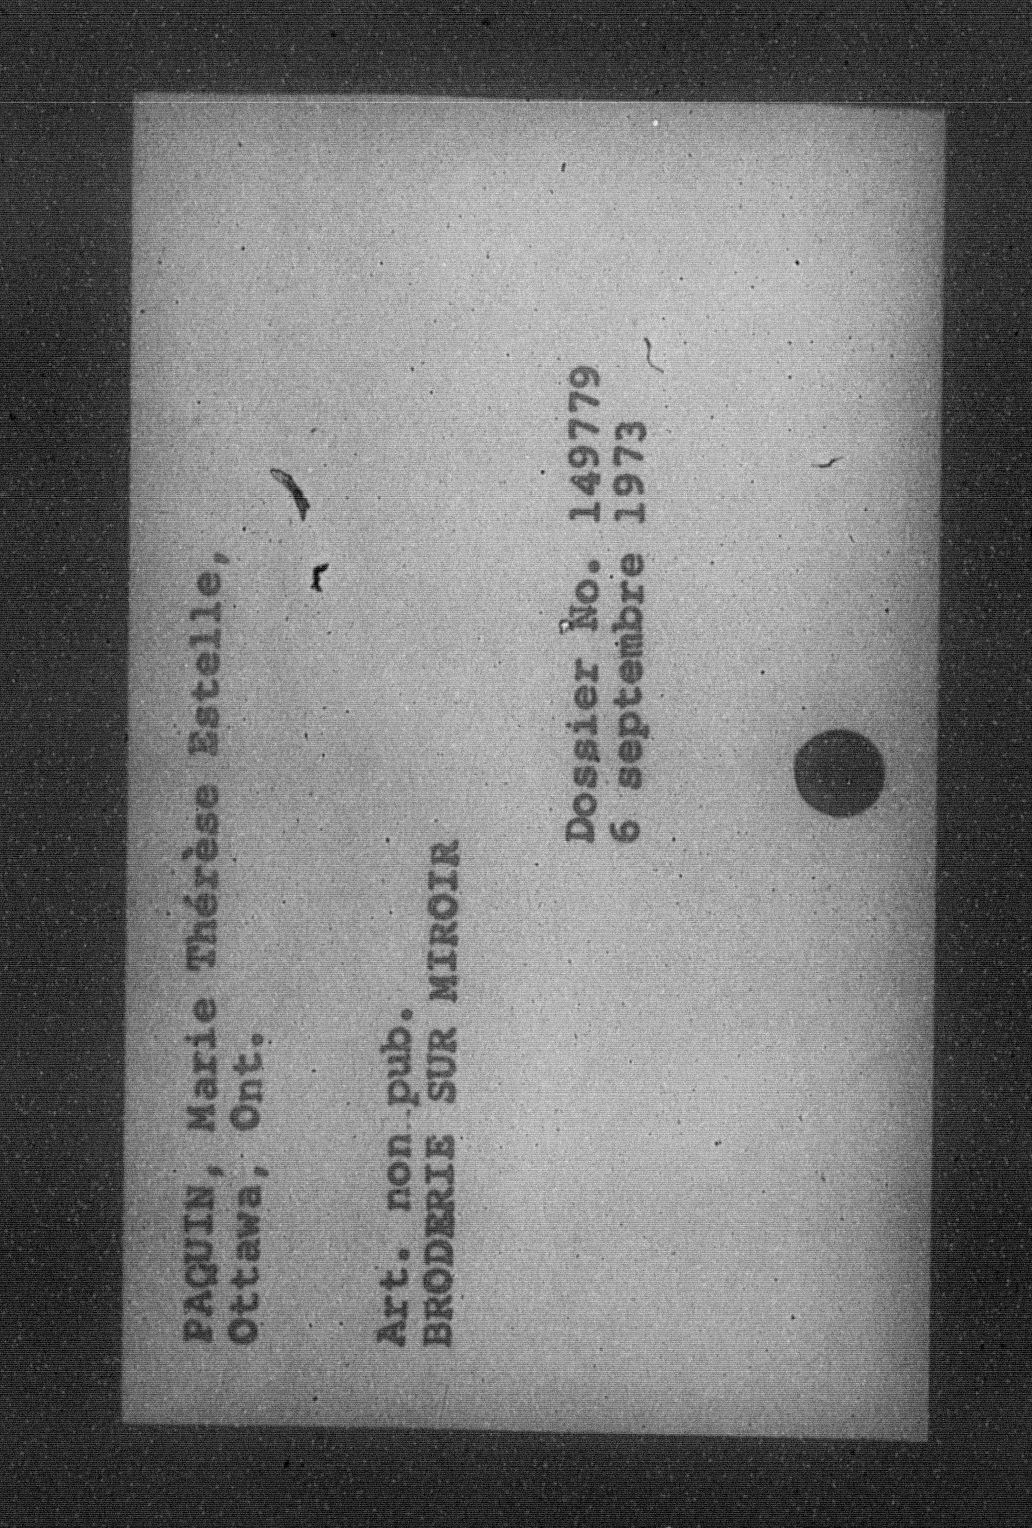 PAQUIN, Marie Thérèse Estelle,
Ottawa, Ont.
Art. non pub.
BRODERIE SUR MIROIR
Dossier No. 149779
6 septembre 1973